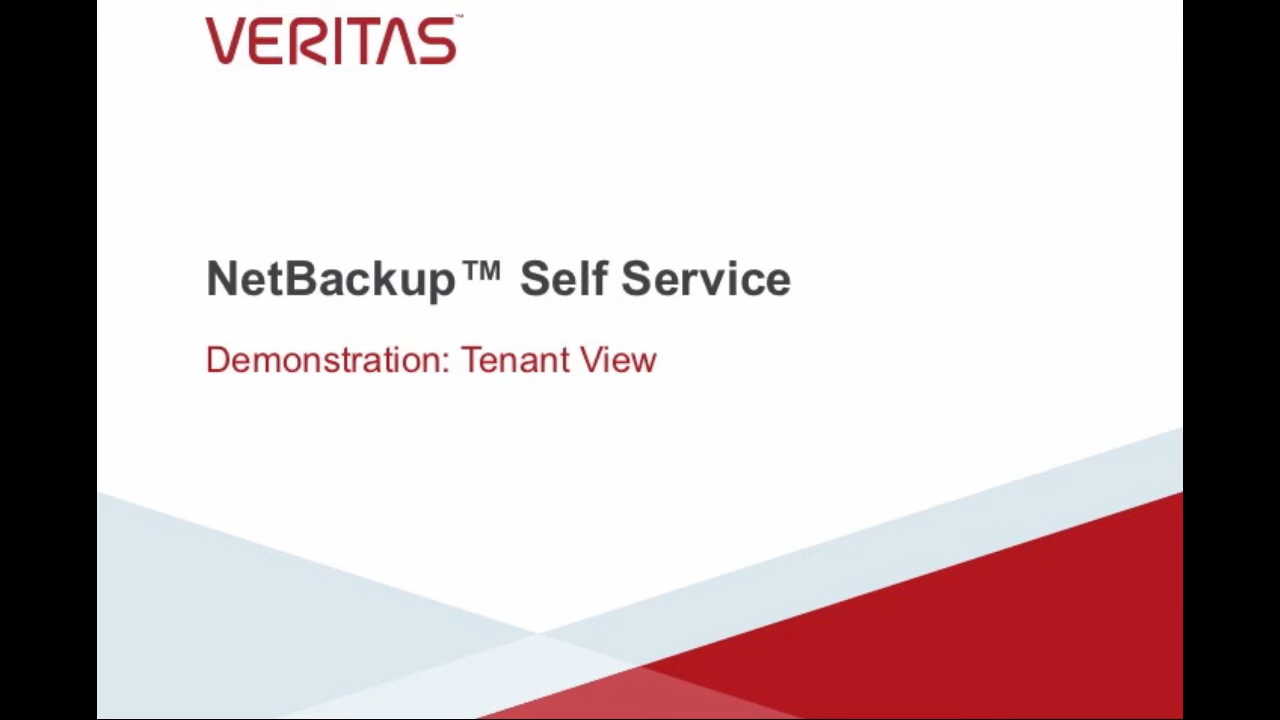 VERITAS™
NetBackup™ Self Service
Demonstration: Tenant View